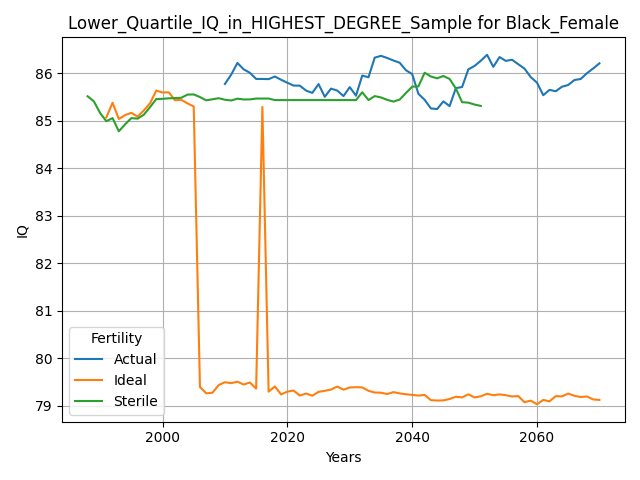 Lower_Quartile_IQ_in_HIGHEST_DEGREE_Sample for Black_Female
IQ
86
85
84
83
82
81
80
79
Fertility
Actual
Ideal
Sterile
2000 2020 2040 2060
Years